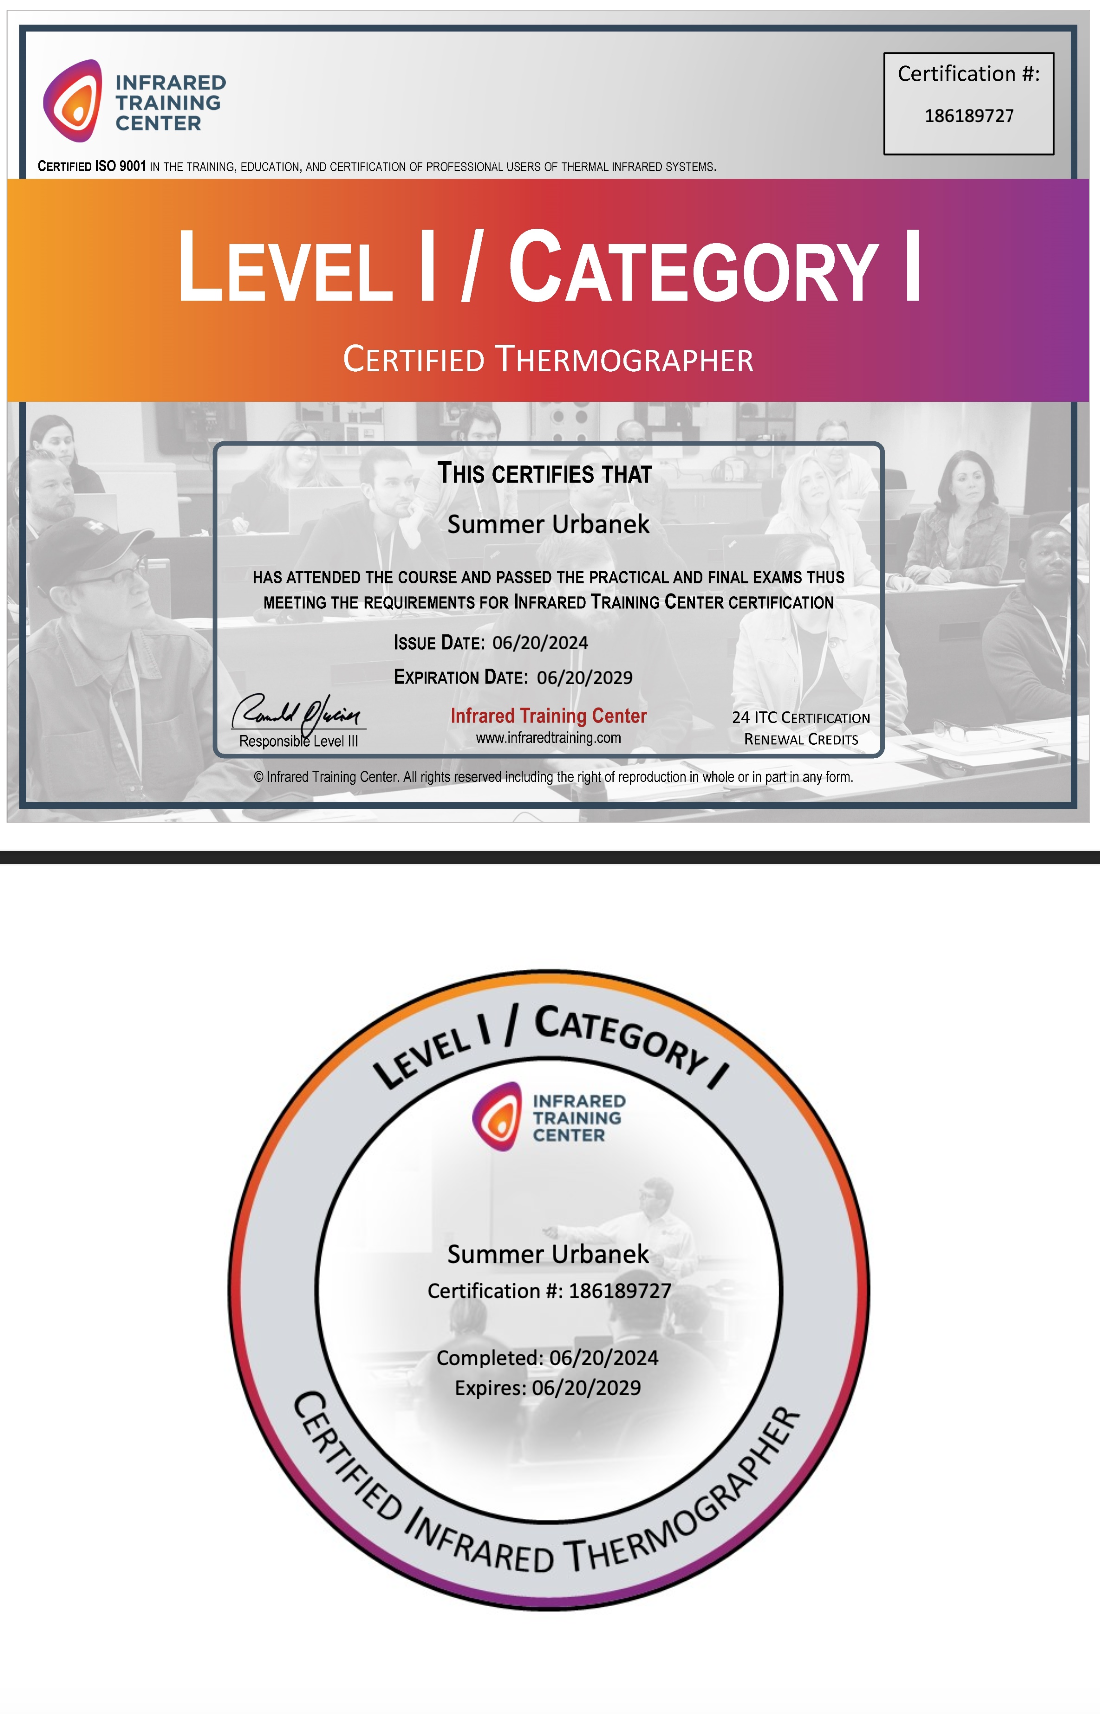 INFRARED
TRAINING
CENTER
Certification #:
186189727
CERTIFIED ISO 9001 IN THE TRAINING, EDUCATION, AND CERTIFICATION OF PROFESSIONAL USERS OF THERMAL INFRARED SYSTEMS.
LEVEL I / CATEGORY I
CERTIFIED THERMOGRAPHER
THIS CERTIFIES THAT
Summer Urbanek
HAS ATTENDED THE COURSE AND PASSED THE PRACTICAL AND FINAL EXAMS THUS
MEETING THE REQUIREMENTS FOR INFRARED TRAINING CENTER CERTIFICATION
ISSUE DATE: 06/20/2024
EXPIRATION DATE: 06/20/2029
Responsible Level III
Infrared Training Center
www.infraredtraining.com
24 ITC CERTIFICATION
RENEWAL CREDITS
© Infrared Training Center. All rights reserved including the right of reproduction in whole or in part in any form.
LEVEL I / CATEGORY I
INFRARED
TRAINING
CENTER
Summer Urbanek
Certification #: 186189727
Completed: 06/20/2024
Expires: 06/20/2029
CERTIFIED INFRARED THERMOGRAPHER